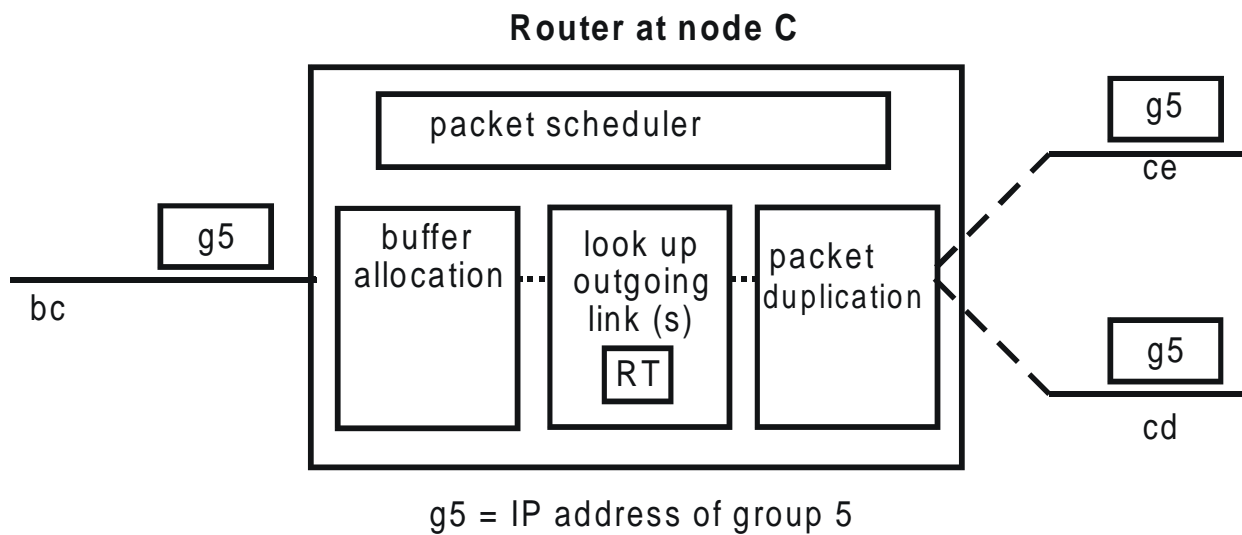 Router at node C
packet scheduler
g5
bc
buffer
allocation
look up
outgoing
link (s)
RT
packet
duplication
g5
ce
g5
cd
g5 = IP address of group 5